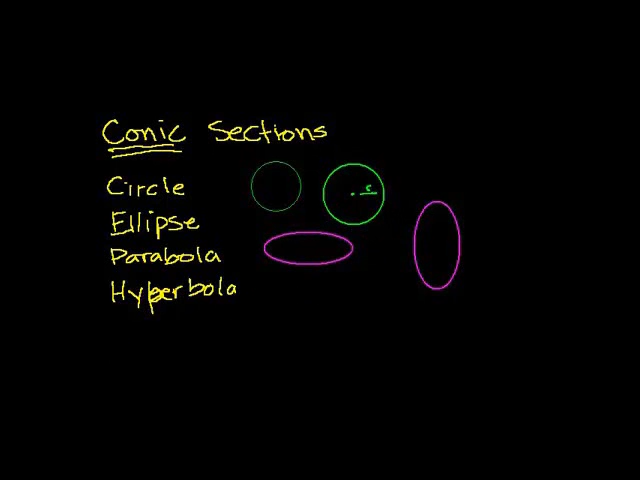 Conic Sections
Circle
Ellipse
Parabola
Hyperbola